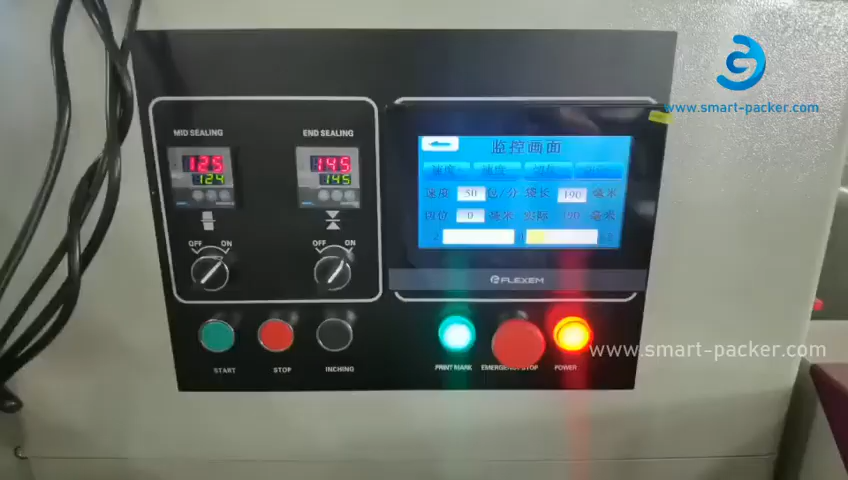 www.smart-packer.com
MID SEALING
END SEALING
125
124
145
145
监控画面
速度 50 包/分 袋长 190 毫米
0 毫米 实际 190 毫米
OFF ON
OFF ON
FLEXEM
START
STOP
INCHING
PRINT MARK
EMERGENCY STOP
POWER
www.smart-packer.com